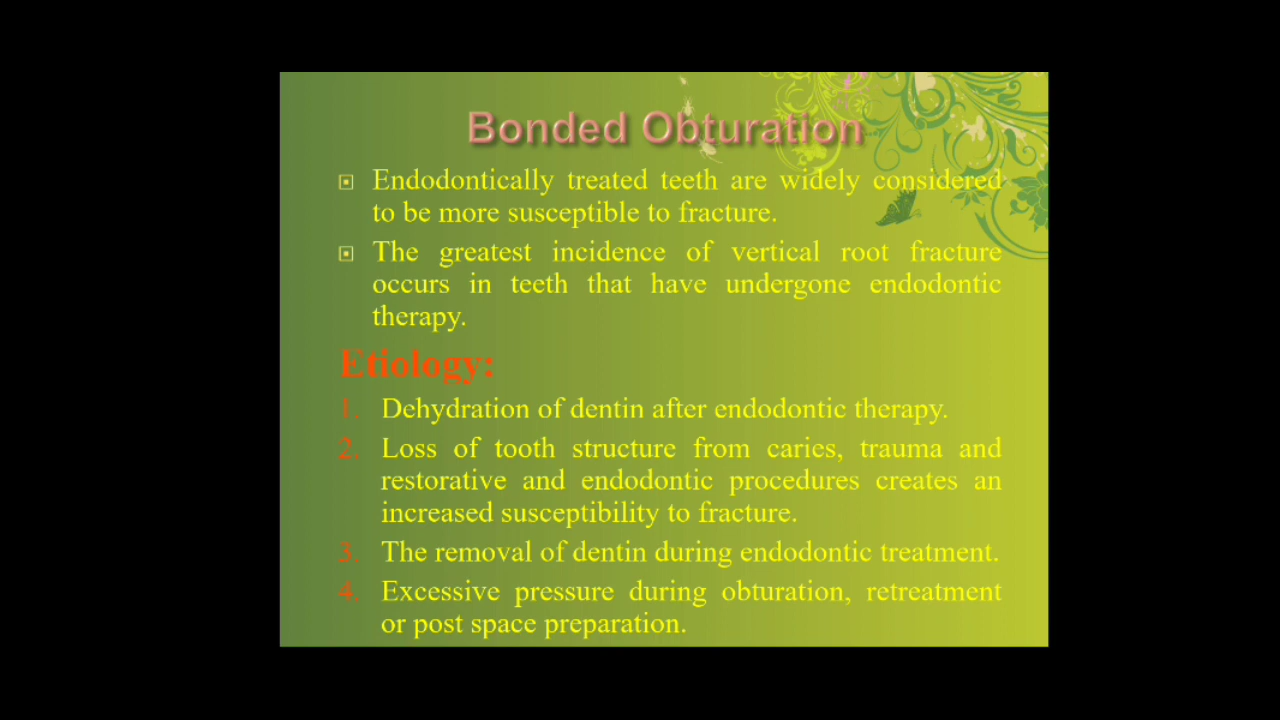 Bonded Obturation
Endodontically treated teeth are widely considered
to be more susceptible to fracture.
The greatest incidence of vertical root fracture
occurs in teeth that have undergone endodontic
therapy.
Etiology:
1. Dehydration of dentin after endodontic therapy.
2. Loss of tooth structure from caries, trauma and
restorative and endodontic procedures creates an
increased susceptibility to fracture.
3. The removal of dentin during endodontic treatment.
4. Excessive pressure during obturation, retreatment
or post space preparation.